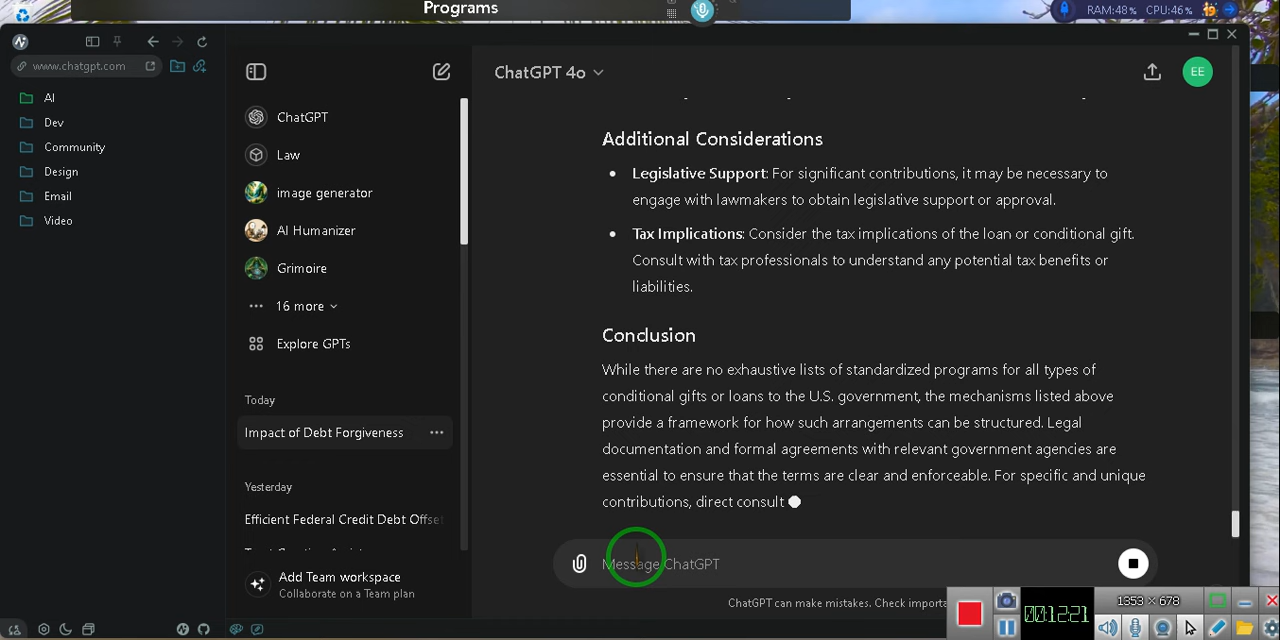 Programs
RAM:48% CPU:46%
www.chatgpt.com
AI
Dev
Community
Design
Email
Video
ChatGPT
Law
image generator
AI Humanizer
Grimoire
16 more
Explore GPTs
Today
Impact of Debt Forgiveness
Yesterday
Efficient Federal Credit Debt Offse
Add Team workspace
Collaborate on a Team plan
ChatGPT 4o
EE
Additional Considerations
Legislative Support: For significant contributions, it may be necessary to
engage with lawmakers to obtain legislative support or approval.
Tax Implications: Consider the tax implications of the loan or conditional gift.
Consult with tax professionals to understand any potential tax benefits or
liabilities.
Conclusion
While there are no exhaustive lists of standardized programs for all types of
conditional gifts or loans to the U.S. government, the mechanisms listed above
provide a framework for how such arrangements can be structured. Legal
documentation and formal agreements with relevant government agencies are
essential to ensure that the terms are clear and enforceable. For specific and unique
contributions, direct consult
Message ChatGPT
ChatGPT can make mistakes. Check importa
1353 × 678
00:12:21